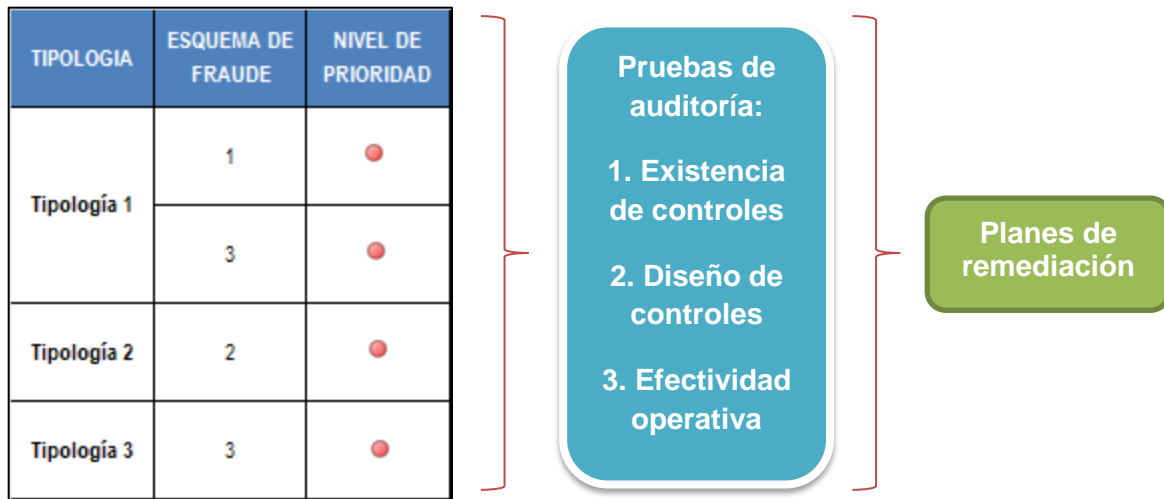 TIPOLOGIA
ESQUEMA DE
FRAUDE
NIVEL DE
PRIORIDAD
Tipología 1
1
3
Tipología 2
2
Tipología 3
3
Pruebas de
auditoría:
1. Existencia
de controles
2. Diseño de
controles
3. Efectividad
operativa
Planes de
remediación